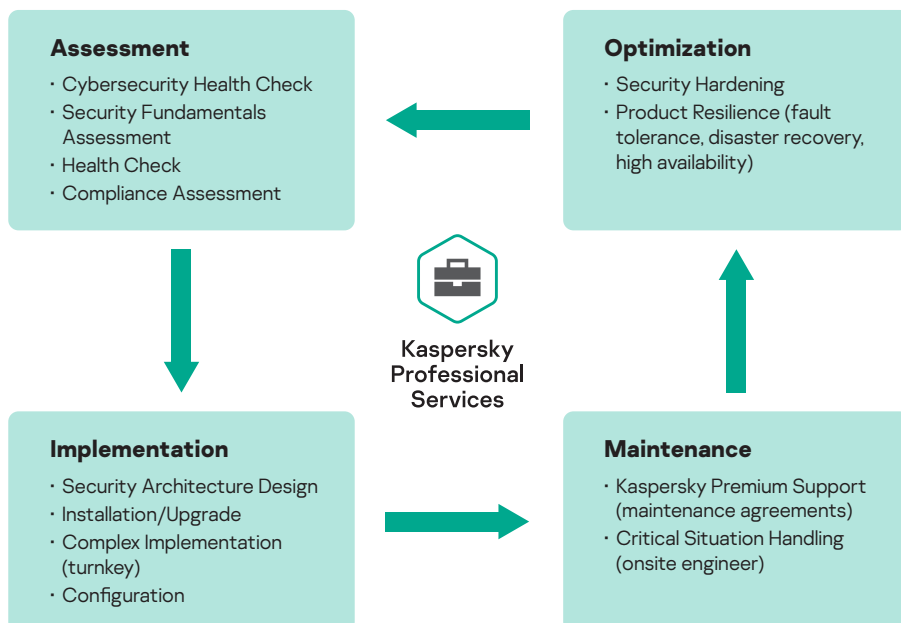 Assessment
· Cybersecurity Health Check
· Security Fundamentals
Assessment
· Health Check
· Compliance Assessment
Optimization
· Security Hardening
· Product Resilience (fault
tolerance, disaster recovery,
high availability)
Kaspersky
Professional
Services
Implementation
· Security Architecture Design
· Installation/Upgrade
· Complex Implementation
(turnkey)
· Configuration
Maintenance
· Kaspersky Premium Support
(maintenance agreements)
· Critical Situation Handling
(onsite engineer)